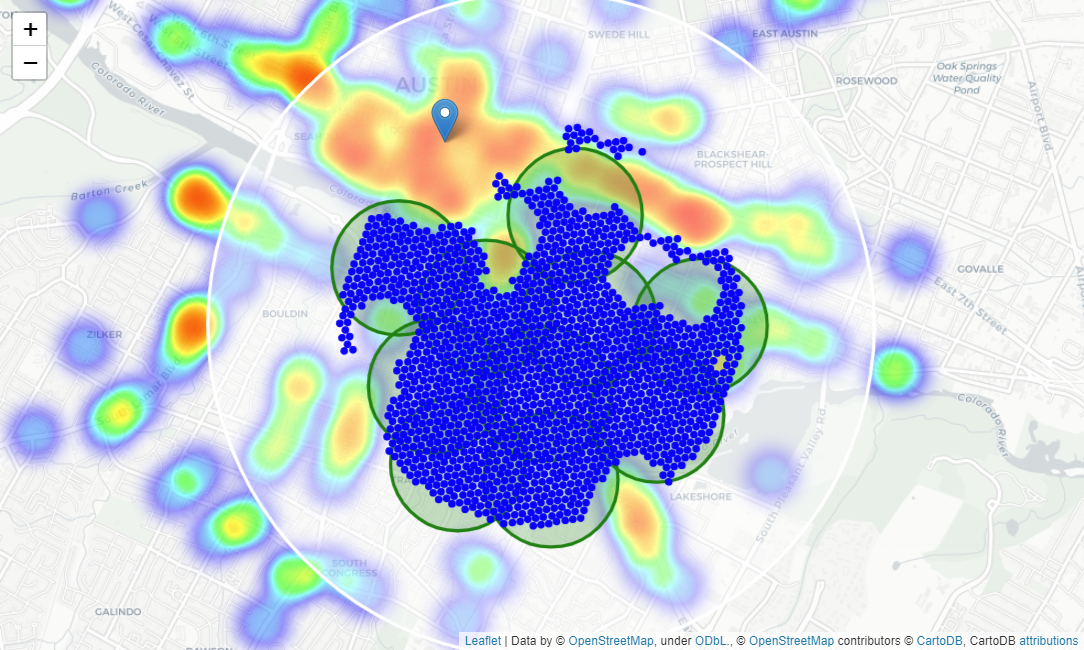 +
−
West Cesar Chavez St
Colorado River
SWEDE HILL
EAST AUSTIN
ROSEWOOD
Oak Springs
Water Quality
Pond
Airport Blvd
AUSTIN
BLACKSHEAR-
PROSPECT HILL
Barton Creek
GOVALLE
East 7th Street
BOULDIN
ZILKER
Colorado River
South Pleasant Valley Rd.
LAKESHORE
SOUTH
CONGRESS
GALINDO
DAWSON
Leaflet | Data by © OpenStreetMap, under ODbL., © OpenStreetMap contributors © CartoDB, CartoDB attributions